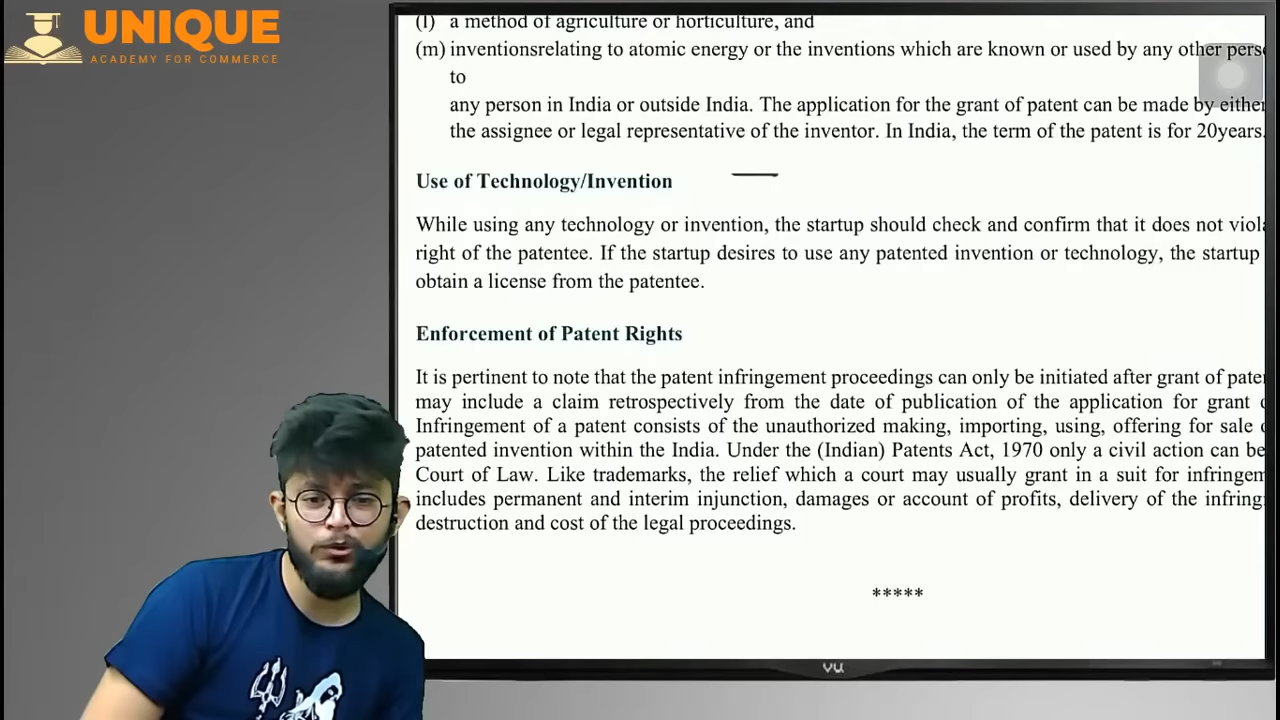 UNIQUE
ACADEMY FOR COMMERCE
(l) a method of agriculture or horticulture, and
(m) inventionsrelating to atomic energy or the inventions which are known or used by any other perso
to
any person in India or outside India. The application for the grant of patent can be made by either
the assignee or legal representative of the inventor. In India, the term of the patent is for 20years.
Use of Technology/Invention
While using any technology or invention, the startup should check and confirm that it does not viola
right of the patentee. If the startup desires to use any patented invention or technology, the startup
obtain a license from the patentee.
Enforcement of Patent Rights
It is pertinent to note that the patent infringement proceedings can only be initiated after grant of pate
may include a claim retrospectively from the date of publication of the application for grant
Infringement of a patent consists of the unauthorized making, importing, using, offering for sale
patented invention within the India. Under the (Indian) Patents Act, 1970 only a civil action can be
Court of Law. Like trademarks, the relief which a court may usually grant in a suit for infringem
includes permanent and interim injunction, damages or account of profits, delivery of the infring
destruction and cost of the legal proceedings.
*****
vu